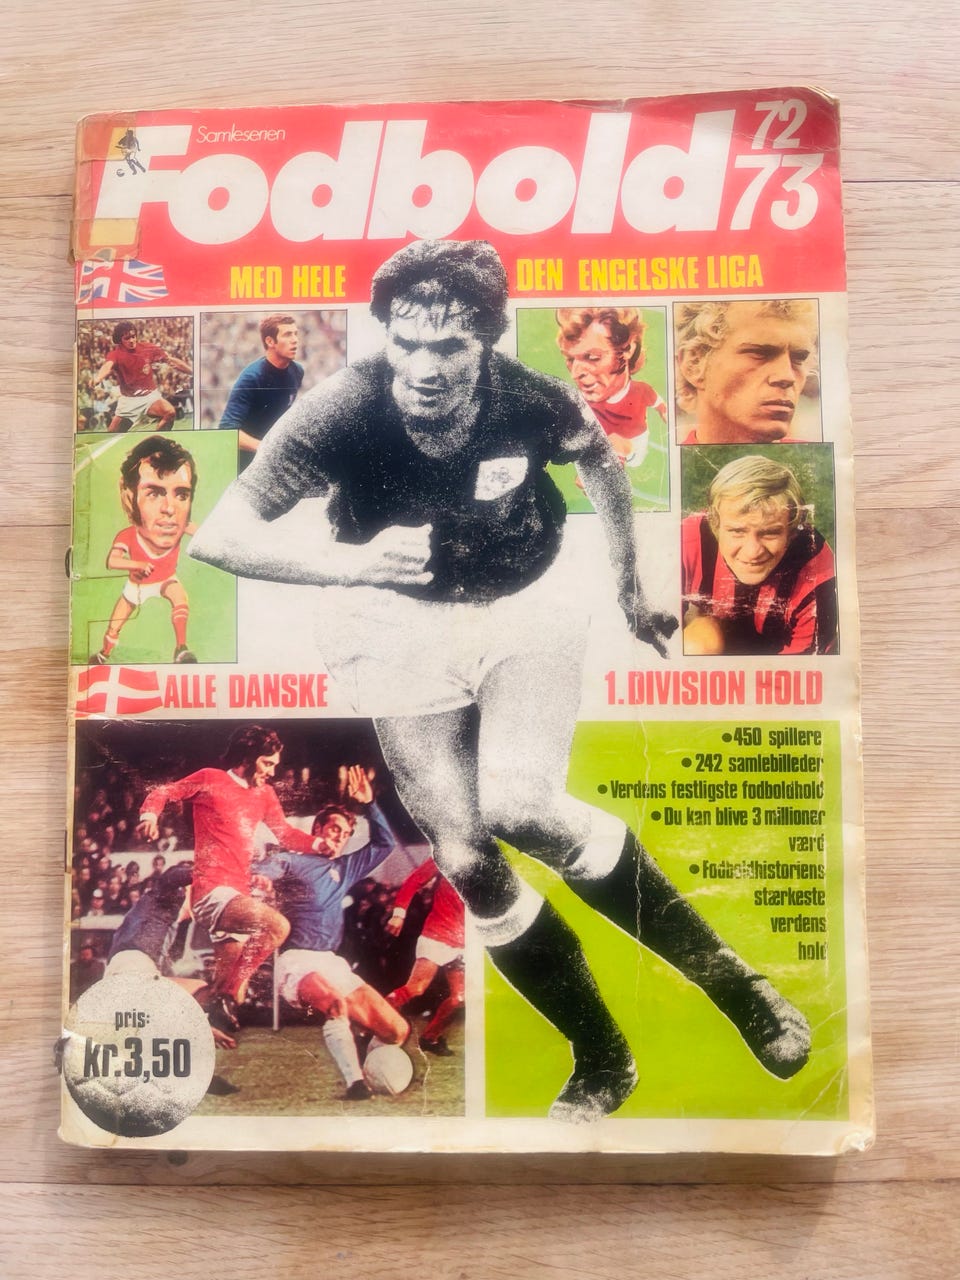 Samleserien
Fodbold
72
73
MED HELE DEN ENGELSKE LIGA
ALLE DANSKE 1. DIVISION HOLD
•450 spillere
•242 samlebilleder
•Verdens festligste fodboldhold
•Du kan blive 3 millioner
værd
•Fodboldhistoriens
stærkeste
verdens
hold
pris:
kr.3,50